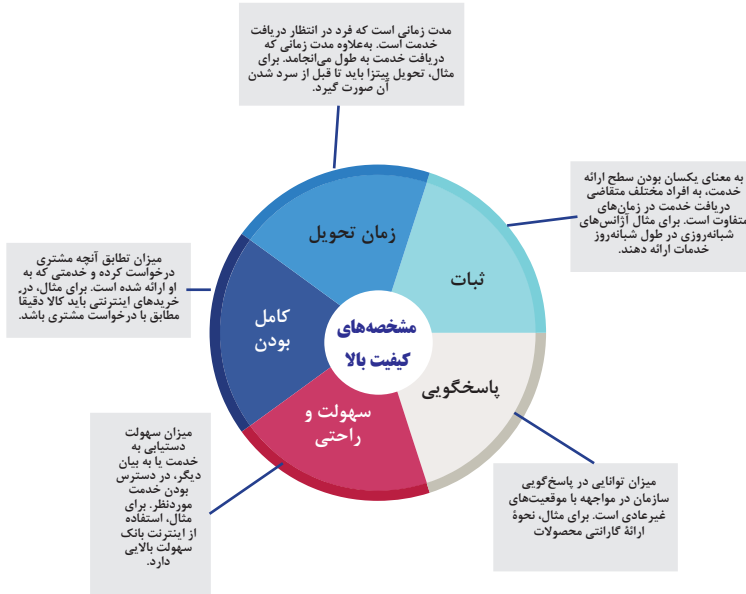 مدت زمانی است که فرد در انتظار دریافت
خدمت است. به‌علاوه مدت زمانی که
دریافت خدمت به طول می‌انجامد. برای
مثال، تحویل پیتزا باید تا قبل از سرد شدن
آن صورت گیرد.
به معنای یکسان بودن سطح ارائه
خدمت، به افراد مختلف متقاضی
دریافت خدمت در زمان‌های
متفاوت است. برای مثال آژانس‌های
شبانه‌روزی در طول شبانه‌روز
خدمات ارائه دهند.
زمان تحویل
ثبات
میزان تطابق آنچه مشتری
درخواست کرده و خدمتی که به
او ارائه شده است. برای مثال، در
خریدهای اینترنتی باید کالا دقیقاً
مطابق با درخواست مشتری باشد.
کامل
بودن
مشخصه‌های
کیفیت بالا
پاسخگویی
سهولت و
راحتی
میزان سهولت
دستیابی به
خدمت یا به بیان
دیگر، در دسترس
بودن خدمت
موردنظر. برای
مثال، استفاده
از اینترنت بانک
سهولت بالایی
دارد.
میزان توانایی در پاسخ‌گویی
سازمان در مواجهه با موقعیت‌های
غیرعادی است. برای مثال، نحوهٔ
ارائهٔ گارانتی محصولات